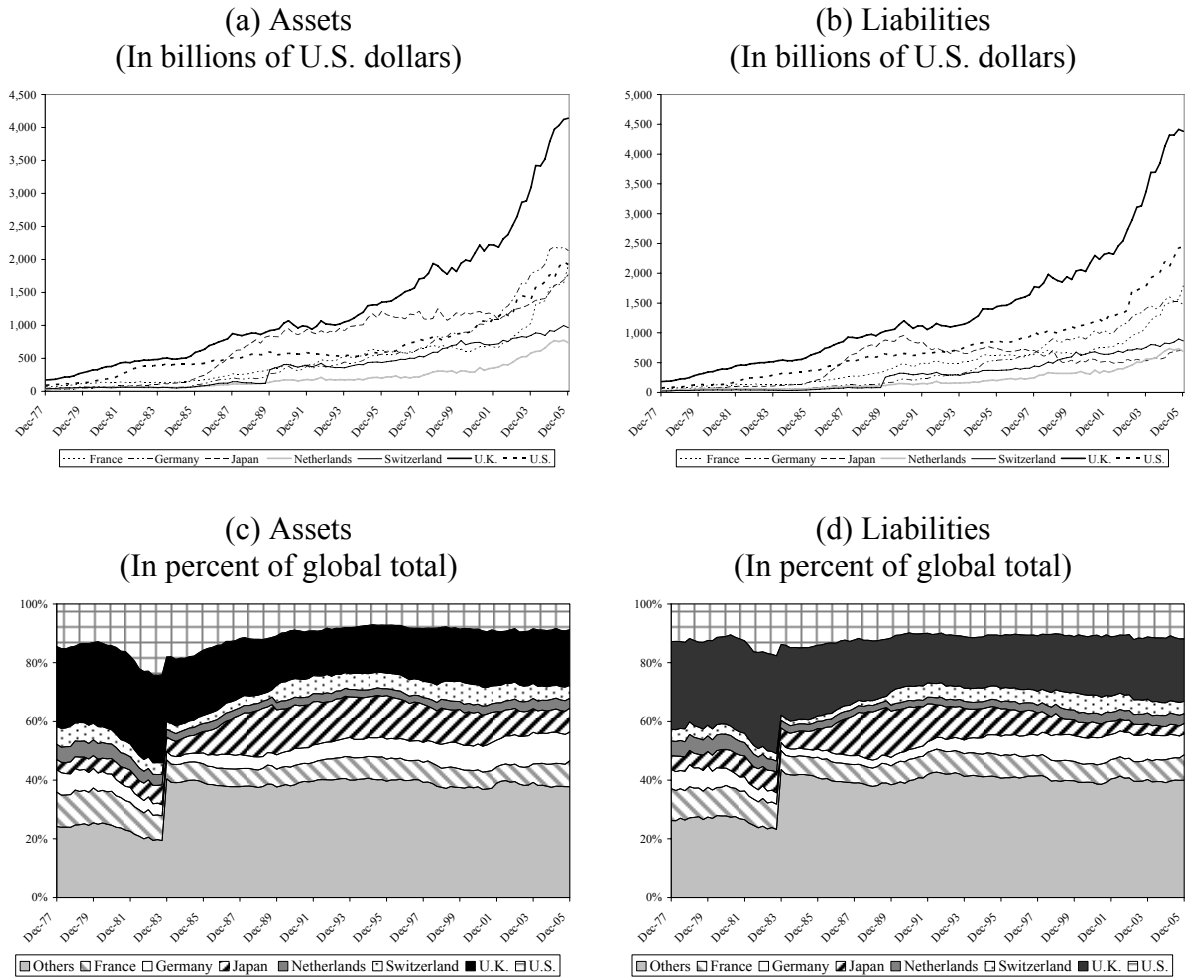 (a) Assets
(In billions of U.S. dollars)
4,500
4,000
3,500
3,000
2,500
2,000
1,500
1,000
500
0
Dec-77
Dec-79
Dec-81
Dec-83
Dec-85
Dec-87
Dec-89
Dec-91
Dec-93
Dec-95
Dec-97
Dec-99
Dec-01
Dec-03
Dec-05
France Germany Japan Netherlands Switzerland U.K. U.S.
(b) Liabilities
(In billions of U.S. dollars)
5,000
4,500
4,000
3,500
3,000
2,500
2,000
1,500
1,000
500
0
Dec-77
Dec-79
Dec-81
Dec-83
Dec-85
Dec-87
Dec-89
Dec-91
Dec-93
Dec-95
Dec-97
Dec-99
Dec-01
Dec-03
Dec-05
France Germany Japan Netherlands Switzerland U.K. U.S.
(c) Assets
(In percent of global total)
100%
80%
60%
40%
20%
0%
Dec-77
Dec-79
Dec-81
Dec-83
Dec-85
Dec-87
Dec-89
Dec-91
Dec-93
Dec-95
Dec-97
Dec-99
Dec-01
Dec-03
Dec-05
Others France Germany Japan Netherlands Switzerland U.K. U.S.
(d) Liabilities
(In percent of global total)
100%
80%
60%
40%
20%
0%
Dec-77
Dec-79
Dec-81
Dec-83
Dec-85
Dec-87
Dec-89
Dec-91
Dec-93
Dec-95
Dec-97
Dec-99
Dec-01
Dec-03
Dec-05
Others France Germany Japan Netherlands Switzerland U.K. U.S.